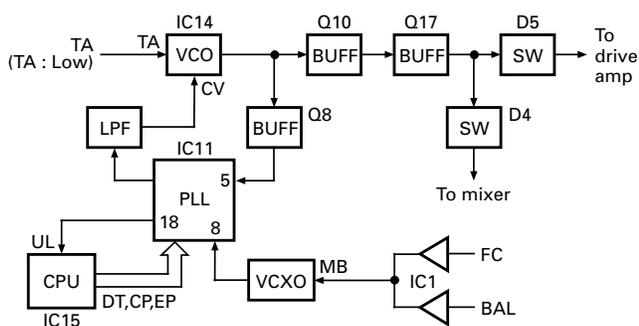 IC14
Q10
Q17
D5
TA
(TA : Low)
TA
VCO
BUFF
BUFF
SW
To
drive
amp
CV
LPF
BUFF
Q8
SW
D4
IC11
PLL
5
18
8
To mixer
UL
CPU
IC15
DT,CP,EP
VCXO
MB
IC1
FC
BAL